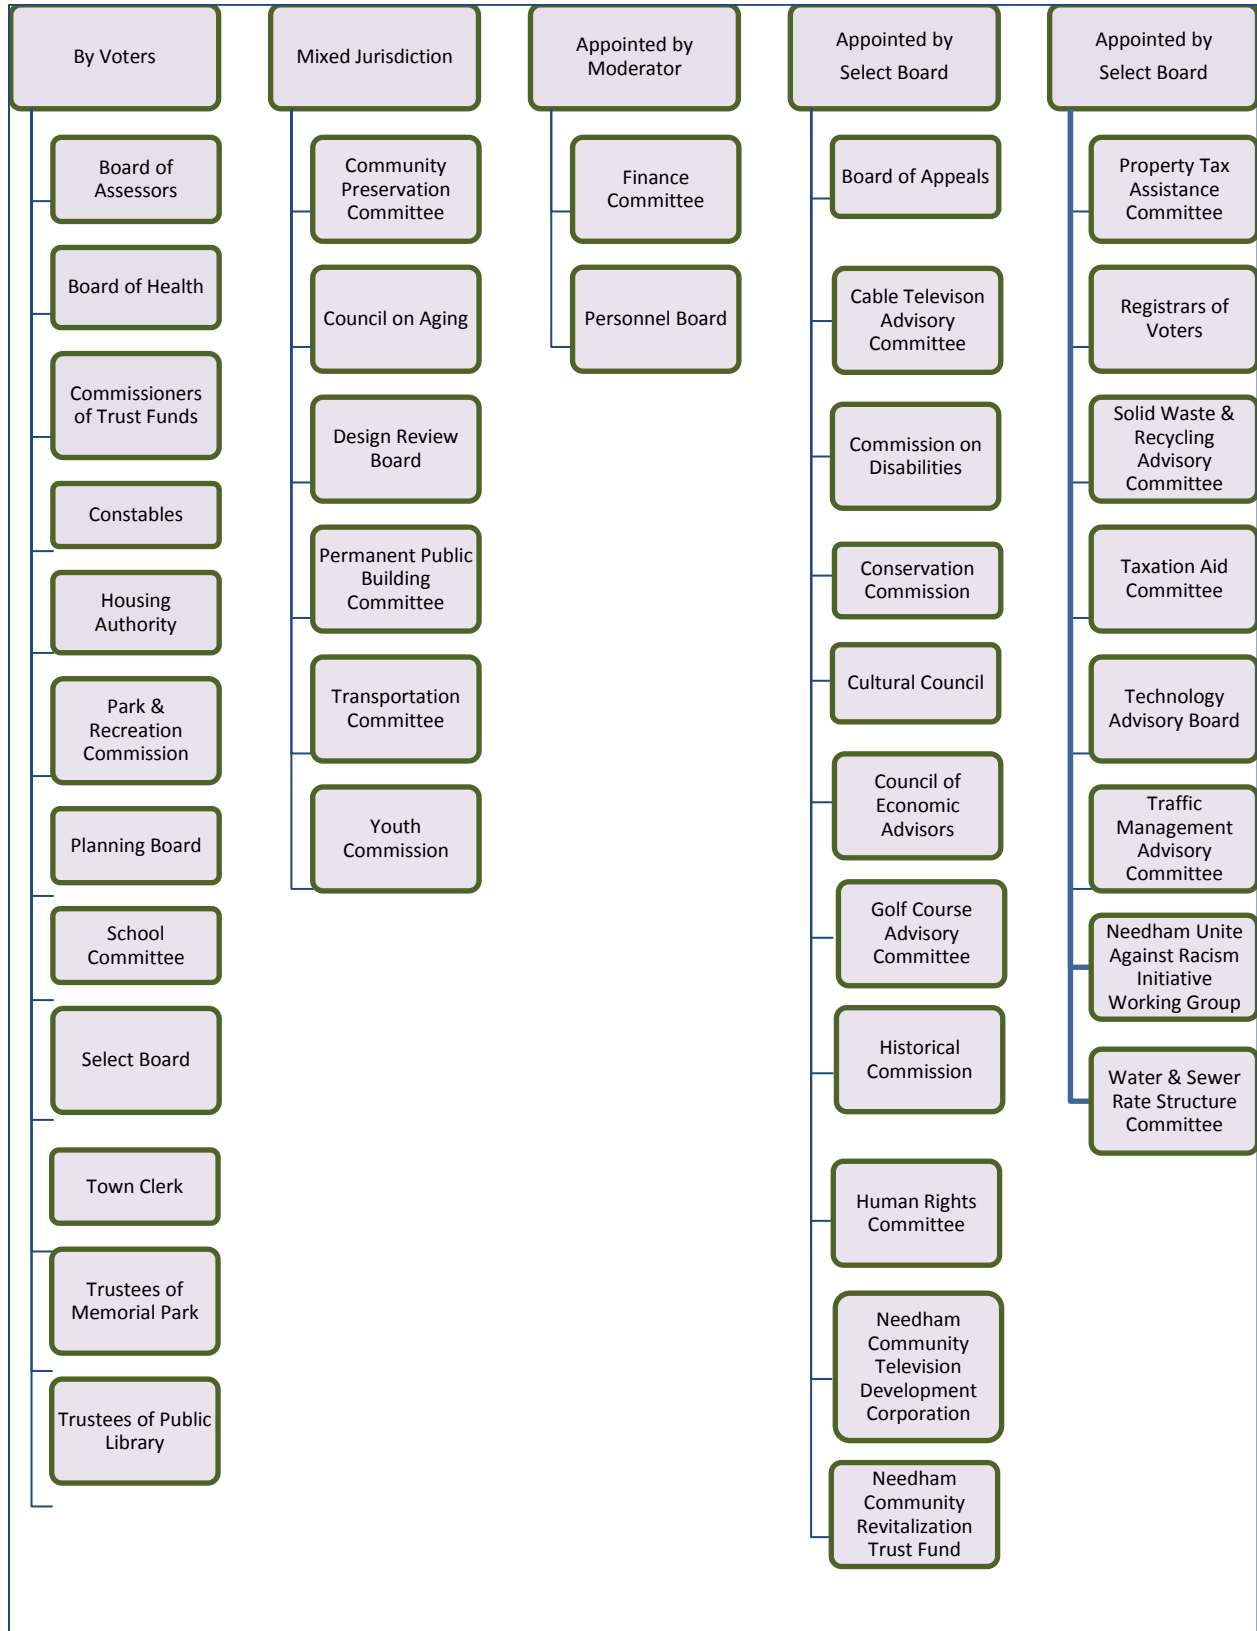 By Voters
Board of
Assessors
Board of Health
Commissioners
of Trust Funds
Constables
Housing
Authority
Park &
Recreation
Commission
Planning Board
School
Committee
Select Board
Town Clerk
Trustees of
Memorial Park
Trustees of Public
Library
Mixed Jurisdiction
Community
Preservation
Committee
Council on Aging
Design Review
Board
Permanent Public
Building
Committee
Transportation
Committee
Youth
Commission
Appointed by
Moderator
Finance
Committee
Personnel Board
Appointed by
Select Board
Board of Appeals
Cable Televison
Advisory
Committee
Commission on
Disabilities
Conservation
Commission
Cultural Council
Council of
Economic
Advisors
Golf Course
Advisory
Committee
Historical
Commission
Human Rights
Committee
Needham
Community
Television
Development
Corporation
Needham
Community
Revitalization
Trust Fund
Appointed by
Select Board
Property Tax
Assistance
Committee
Registrars of
Voters
Solid Waste &
Recycling
Advisory
Committee
Taxation Aid
Committee
Technology
Advisory Board
Traffic
Management
Advisory
Committee
Needham Unite
Against Racism
Initiative
Working Group
Water & Sewer
Rate Structure
Committee